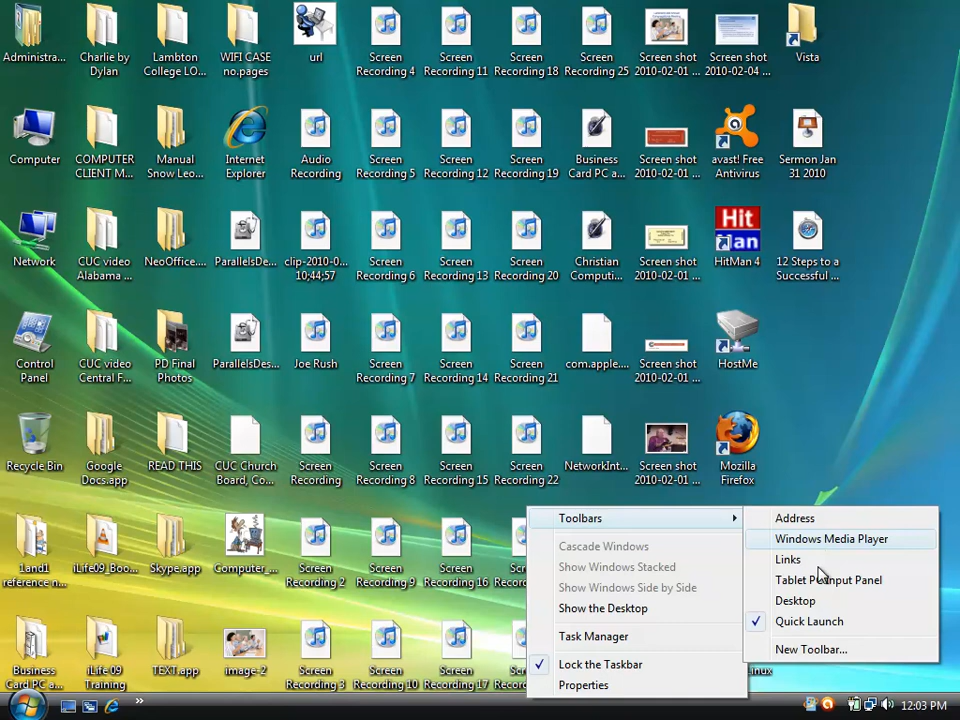 Administra...
Charlie by
Dylan
Lambton
College LO...
WIFI CASE
no.pages
url
Screen
Recording 4
Screen
Recording 11
Screen
Recording 18
Screen
Recording 25
Screen shot
2010-02-01 ...
Screen shot
2010-02-04 ...
Vista
Computer
COMPUTER
CLIENT M...
Manual
Snow Leo...
Internet
Explorer
Audio
Recording
Screen
Recording 5
Screen
Recording 12
Screen
Recording 19
Business
Card PC a...
Screen shot
2010-02-01 ...
avast! Free
Antivirus
Sermon Jan
31 2010
Network
CUC video
Alabama ...
NeoOffice....
ParallelsDe...
clip-2010-0...
10;44;57
Screen
Recording 6
Screen
Recording 13
Screen
Recording 20
Christian
Computi...
Screen shot
2010-02-01 ...
Hit
Man
HitMan 4
12 Steps to a
Successful ...
Control
Panel
CUC video
Central F...
PD Final
Photos
ParallelsDes...
Joe Rush
Screen
Recording 7
Screen
Recording 14
Screen
Recording 21
com.apple....
Screen shot
2010-02-01 ...
HostMe
Recycle Bin
Google
Docs.app
READ THIS
CUC Church
Board, Co...
Screen
Recording
Screen
Recording 8
Screen
Recording 15
Screen
Recording 22
NetworkInt...
Screen shot
2010-02-01 ...
Mozilla
Firefox
1and1
reference n...
iLife09_Boo...
Skype.app
Computer_...
Screen
Recording 2
Screen
Recording 9
Screen
Recording 16
Business
Card PC a...
iLife 09
Training
TEXT.app
image-2
Screen
Recording 3
Screen
Recording 10
Screen
Recording 17
Toolbars
Cascade Windows
Show Windows Stacked
Show Windows Side by Side
Show the Desktop
Task Manager
Lock the Taskbar
Properties
Address
Windows Media Player
Links
Tablet PC Input Panel
Desktop
Quick Launch
New Toolbar...
12:03 PM